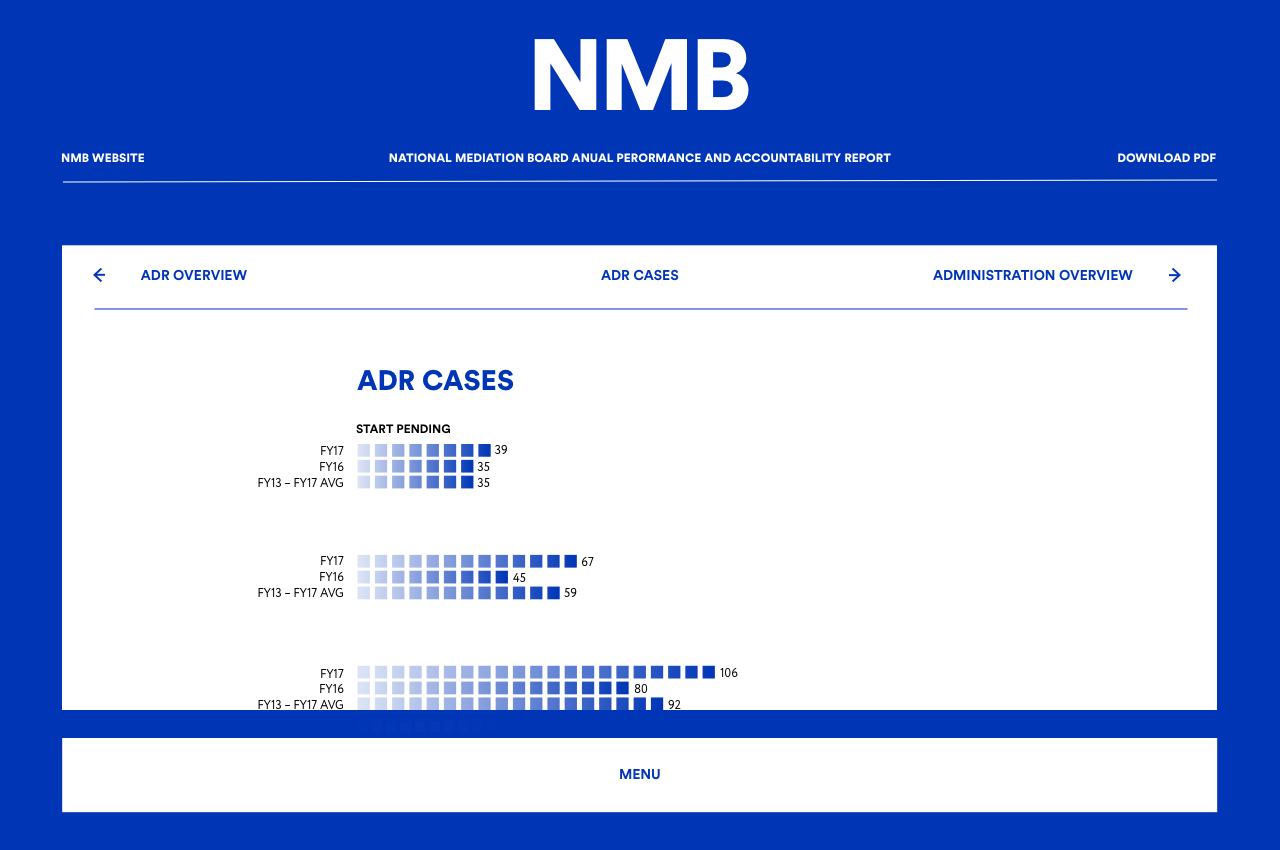 NMB
NMB WEBSITE
NATIONAL MEDIATION BOARD ANUAL PERORMANCE AND ACCOUNTABILITY REPORT
DOWNLOAD PDF
← ADR OVERVIEW
ADR CASES
ADMINISTRATION OVERVIEW →
ADR CASES
START PENDING
FY17 39
FY16 35
FY13 – FY17 AVG 35
FY17 67
FY16 45
FY13 – FY17 AVG 59
FY17 106
FY16 80
FY13 – FY17 AVG 92
MENU